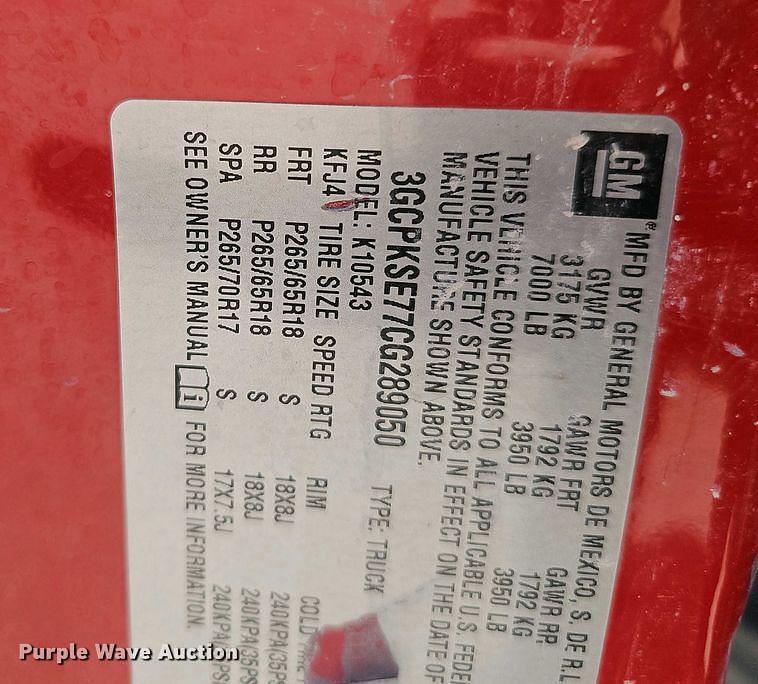 GM
®MFD BY GENERAL MOTORS DE MEXICO, S. DE R.L.
GVWR GAWR FRT GAWR RR
3175 KG 1792 KG 1792 KG
7000 LB 3950 LB 3950 LB
THIS VEHICLE CONFORMS TO ALL APPLICABLE U.S.
VEHICLE SAFETY STANDARDS IN EFFECT ON THE DATE OF
MANUFACTURE SHOWN ABOVE.
3GCPKSE77CG289050 TYPE: TRUCK
MODEL: K10543
KFJ4 TIRE SIZE SPEED RTG RIM COLD
FRT P265/65R18 S 18X8J 240KPA(35PS
RR P265/65R18 S 18X8J 240KPA(35PS
SPA P265/70R17 S 17X7.5J 240KPA(35PS
SEE OWNER'S MANUAL i FOR MORE INFORMATION.
Purple Wave Auction